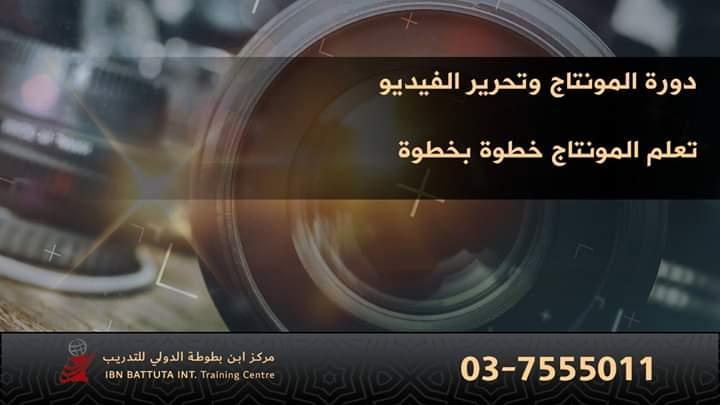 دورة المونتاج وتحرير الفيديو
تعلم المونتاج خطوة بخطوة
مركز ابن بطوطة الدولي للتدريب
IBN BATTUTA INT. Training Centre
03-7555011